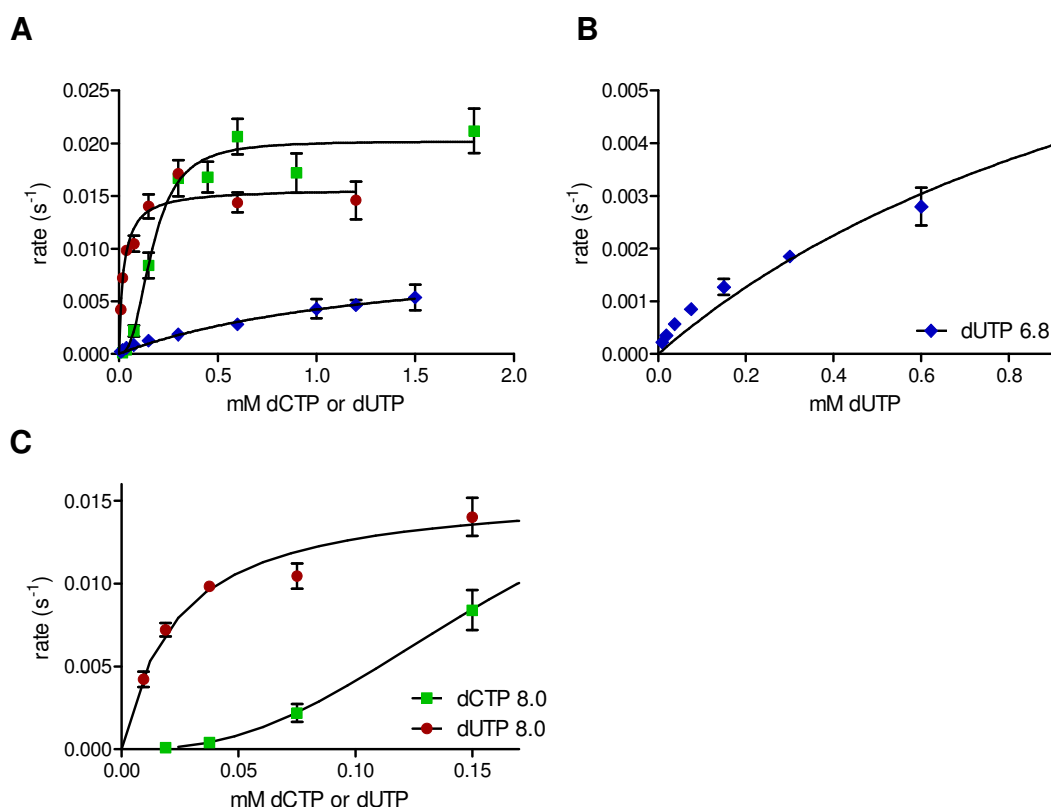 A
0.025
0.020
0.015
0.010
0.005
0.000
rate (s⁻¹)
0.0 0.5 1.0 1.5 2.0
mM dCTP or dUTP
B
0.005
0.004
0.003
0.002
0.001
0.000
rate (s⁻¹)
0.0 0.2 0.4 0.6 0.8
mM dUTP
dUTP 6.8
C
0.015
0.010
0.005
0.000
rate (s⁻¹)
0.00 0.05 0.10 0.15
mM dCTP or dUTP
dCTP 8.0
dUTP 8.0